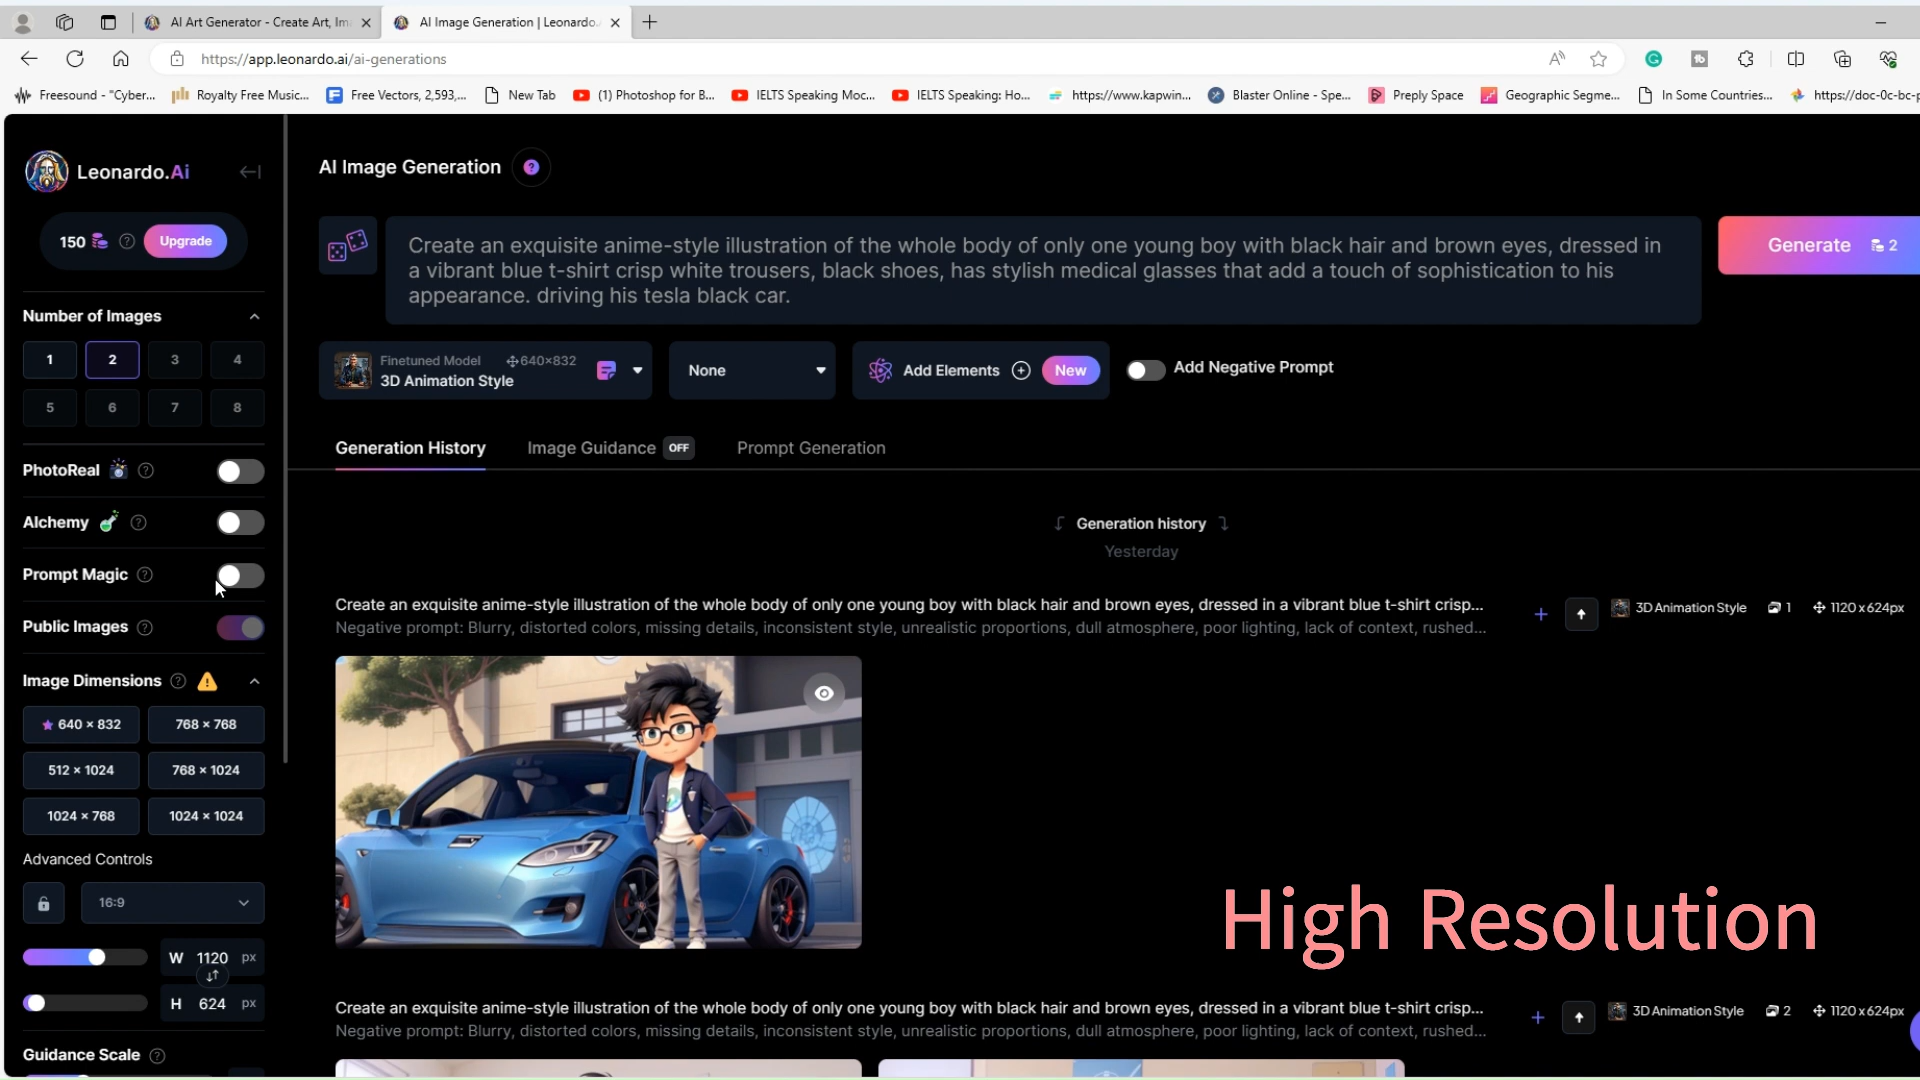 AI Art Generator - Create Art, Im
AI Image Generation | Leonardo.
https://app.leonardo.ai/ai-generations
Freesound - "Cyber...
Royalty Free Music...
Free Vectors, 2,593,...
New Tab
(1) Photoshop for B...
IELTS Speaking Moc...
IELTS Speaking: Ho...
https://www.kapwin...
Blaster Online - Spe...
Preply Space
Geographic Segme...
In Some Countries...
https://doc-0c-bc-p
Leonardo.Ai
150
Upgrade
Number of Images
1 2 3 4
5 6 7 8
PhotoReal
Alchemy
Prompt Magic
Public Images
Image Dimensions
640 × 832
768 × 768
512 × 1024
768 × 1024
1024 × 768
1024 × 1024
Advanced Controls
16:9
W 1120 px
H 624 px
Guidance Scale
AI Image Generation
Create an exquisite anime-style illustration of the whole body of only one young boy with black hair and brown eyes, dressed in
a vibrant blue t-shirt crisp white trousers, black shoes, has stylish medical glasses that add a touch of sophistication to his
appearance. driving his tesla black car.
Generate 2
Finetuned Model
640×832
3D Animation Style
None
Add Elements
New
Add Negative Prompt
Generation History
Image Guidance OFF
Prompt Generation
Generation history
Yesterday
Create an exquisite anime-style illustration of the whole body of only one young boy with black hair and brown eyes, dressed in a vibrant blue t-shirt crisp...
Negative prompt: Blurry, distorted colors, missing details, inconsistent style, unrealistic proportions, dull atmosphere, poor lighting, lack of context, rushed...
3D Animation Style 1 1120 x 624px
High Resolution
Create an exquisite anime-style illustration of the whole body of only one young boy with black hair and brown eyes, dressed in a vibrant blue t-shirt crisp...
Negative prompt: Blurry, distorted colors, missing details, inconsistent style, unrealistic proportions, dull atmosphere, poor lighting, lack of context, rushed...
3D Animation Style 2 1120 x 624px